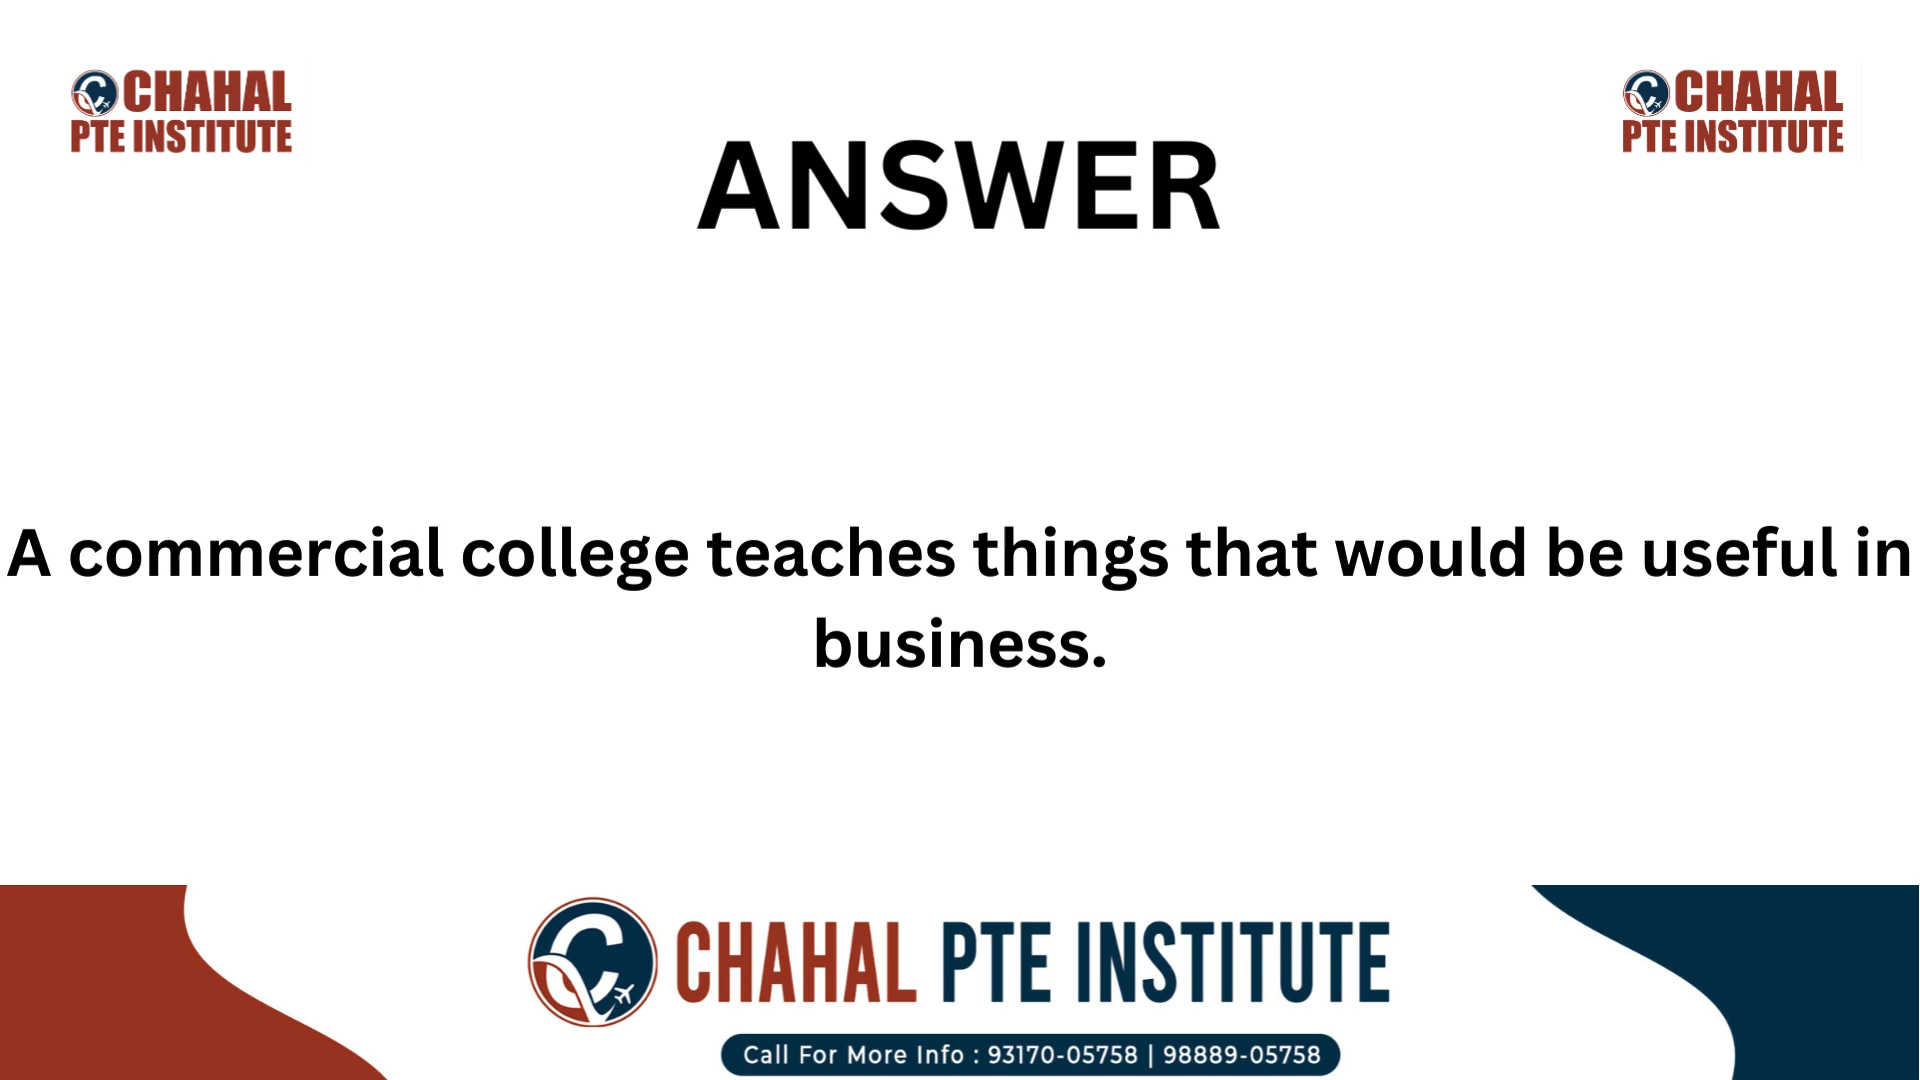 CHAHAL
PTE INSTITUTE
CHAHAL
PTE INSTITUTE
ANSWER
A commercial college teaches things that would be useful in
business.
CHAHAL PTE INSTITUTE
Call For More Info : 93170-05758 | 98889-05758